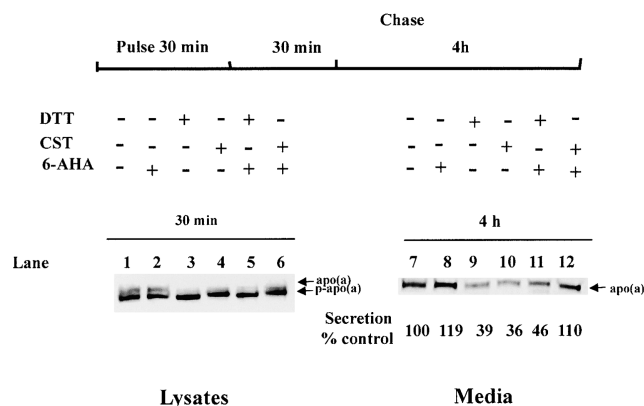 Chase
Pulse 30 min 30 min 4h
DTT - - + - + - - - + - + -
CST - - - + - + - - - + - +
6-AHA - + - - + + - + - - + +
30 min 4 h
Lane 1 2 3 4 5 6 7 8 9 10 11 12
apo(a)
p-apo(a)
apo(a)
Secretion
% control 100 119 39 36 46 110
Lysates Media